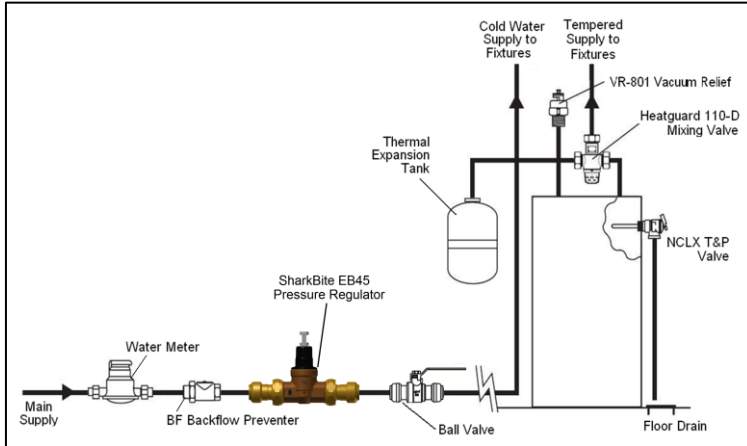 Cold Water
Supply to
Fixtures
Tempered
Supply to
Fixtures
VR-801 Vacuum Relief
Heatguard 110-D
Mixing Valve
Thermal
Expansion
Tank
NCLX T&P
Valve
SharkBite EB45
Pressure Regulator
Water Meter
Main
Supply
BF Backflow Preventer
Ball Valve
Floor Drain